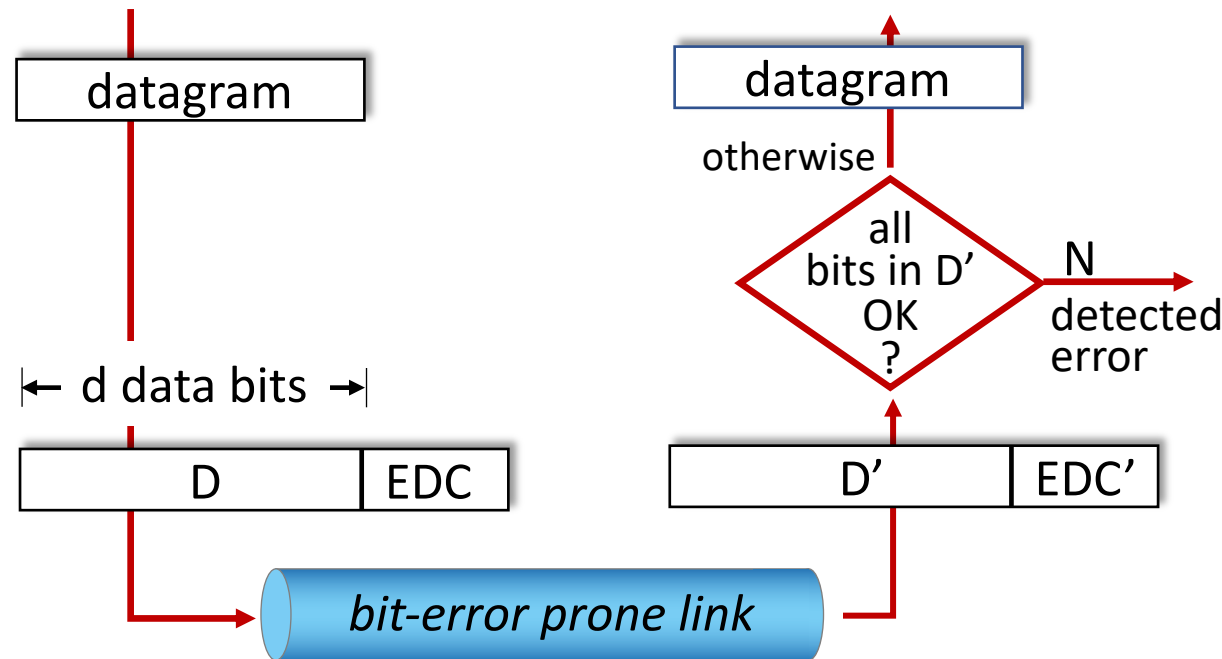 datagram
d data bits
D
EDC
bit-error prone link
D’
EDC’
all
bits in D’
OK
?
N
detected
error
otherwise
datagram